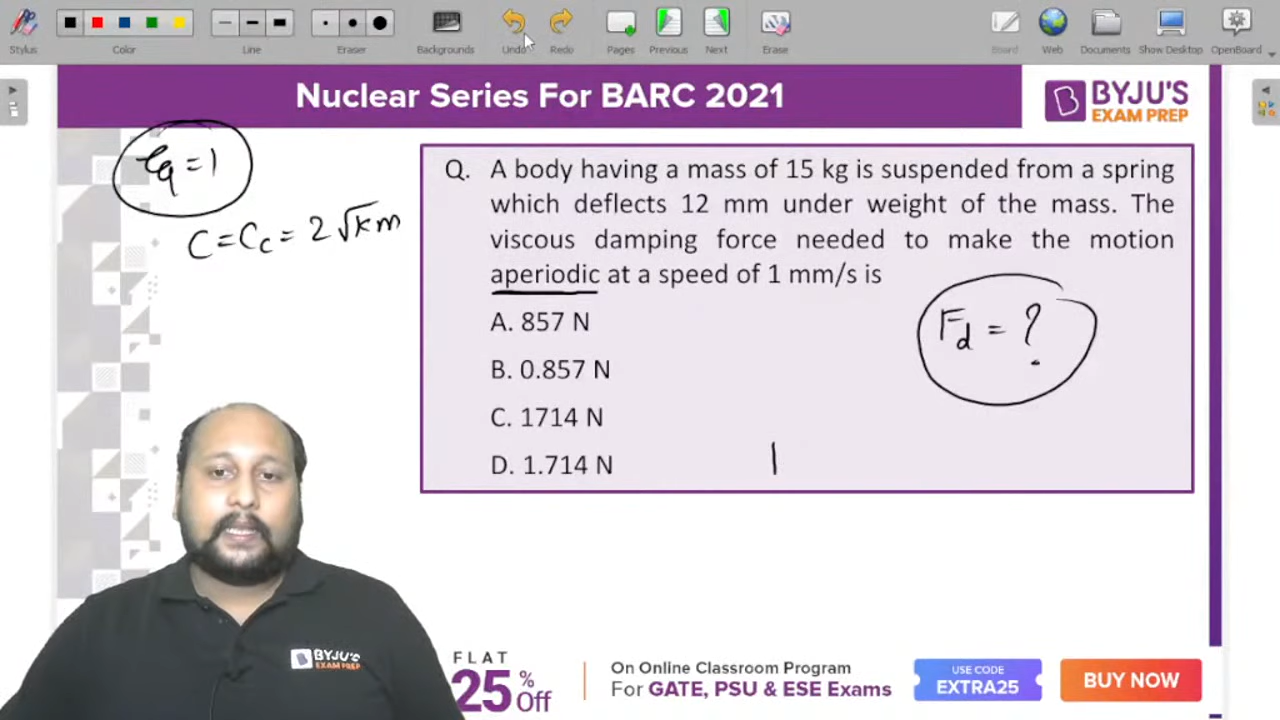 Stylus
Color
Line
Eraser
Backgrounds
Undo
Redo
Pages
Previous
Next
Erase
Board
Web
Documents
Show Desktop
OpenBoard
Nuclear Series For BARC 2021
BYJU'S
EXAM PREP
ξ = 1
C = Cc = 2 √km
Q. A body having a mass of 15 kg is suspended from a spring
which deflects 12 mm under weight of the mass. The
viscous damping force needed to make the motion
aperiodic at a speed of 1 mm/s is
A. 857 N
B. 0.857 N
C. 1714 N
D. 1.714 N
Fd = ?
BYJU'S
EXAM PREP
FLAT
25% Off
On Online Classroom Program
For GATE, PSU & ESE Exams
USE CODE
EXTRA25
BUY NOW